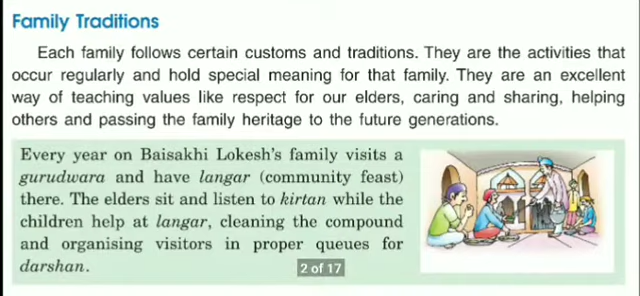 Family Traditions
Each family follows certain customs and traditions. They are the activities that
occur regularly and hold special meaning for that family. They are an excellent
way of teaching values like respect for our elders, caring and sharing, helping
others and passing the family heritage to the future generations.
Every year on Baisakhi Lokesh's family visits a
gurudwara and have langar (community feast)
there. The elders sit and listen to kirtan while the
children help at langar, cleaning the compound
and organising visitors in proper queues for
darshan.
2 of 17